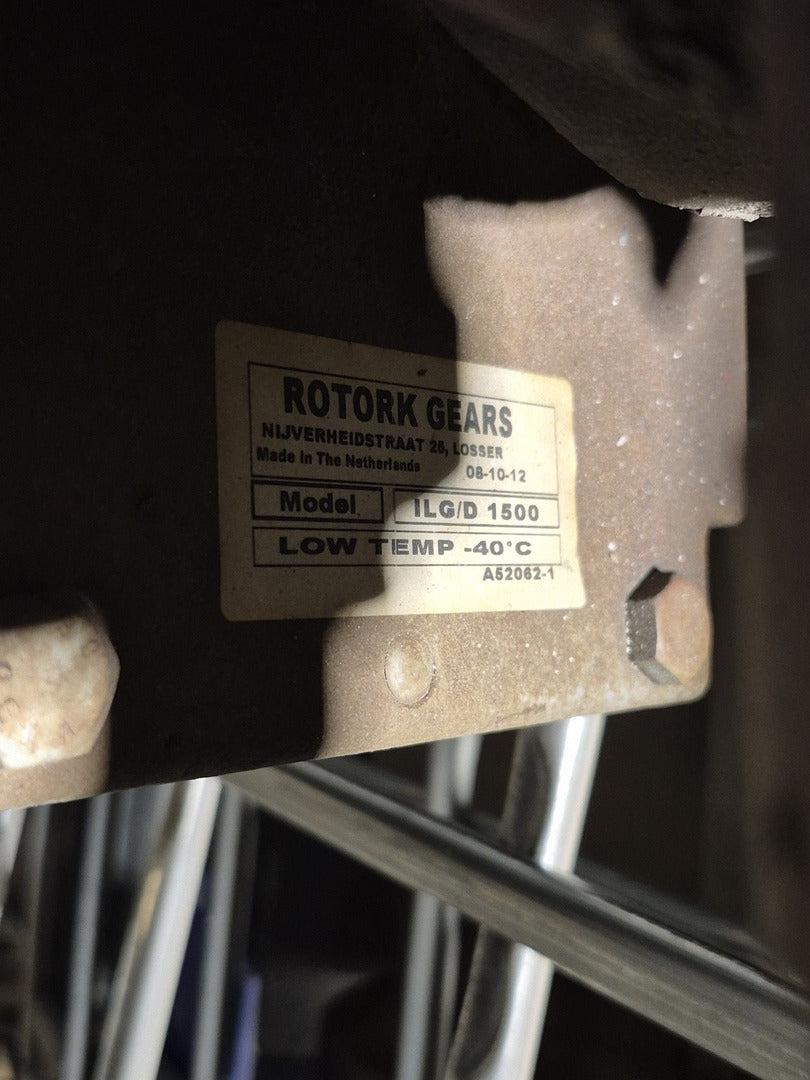 ROTORK GEARS
NIJVERHEIDSTRAAT 25, LOSSER
Made in The Netherlands 08-10-12
Model ILG/D 1500
LOW TEMP -40°C
A52062-1